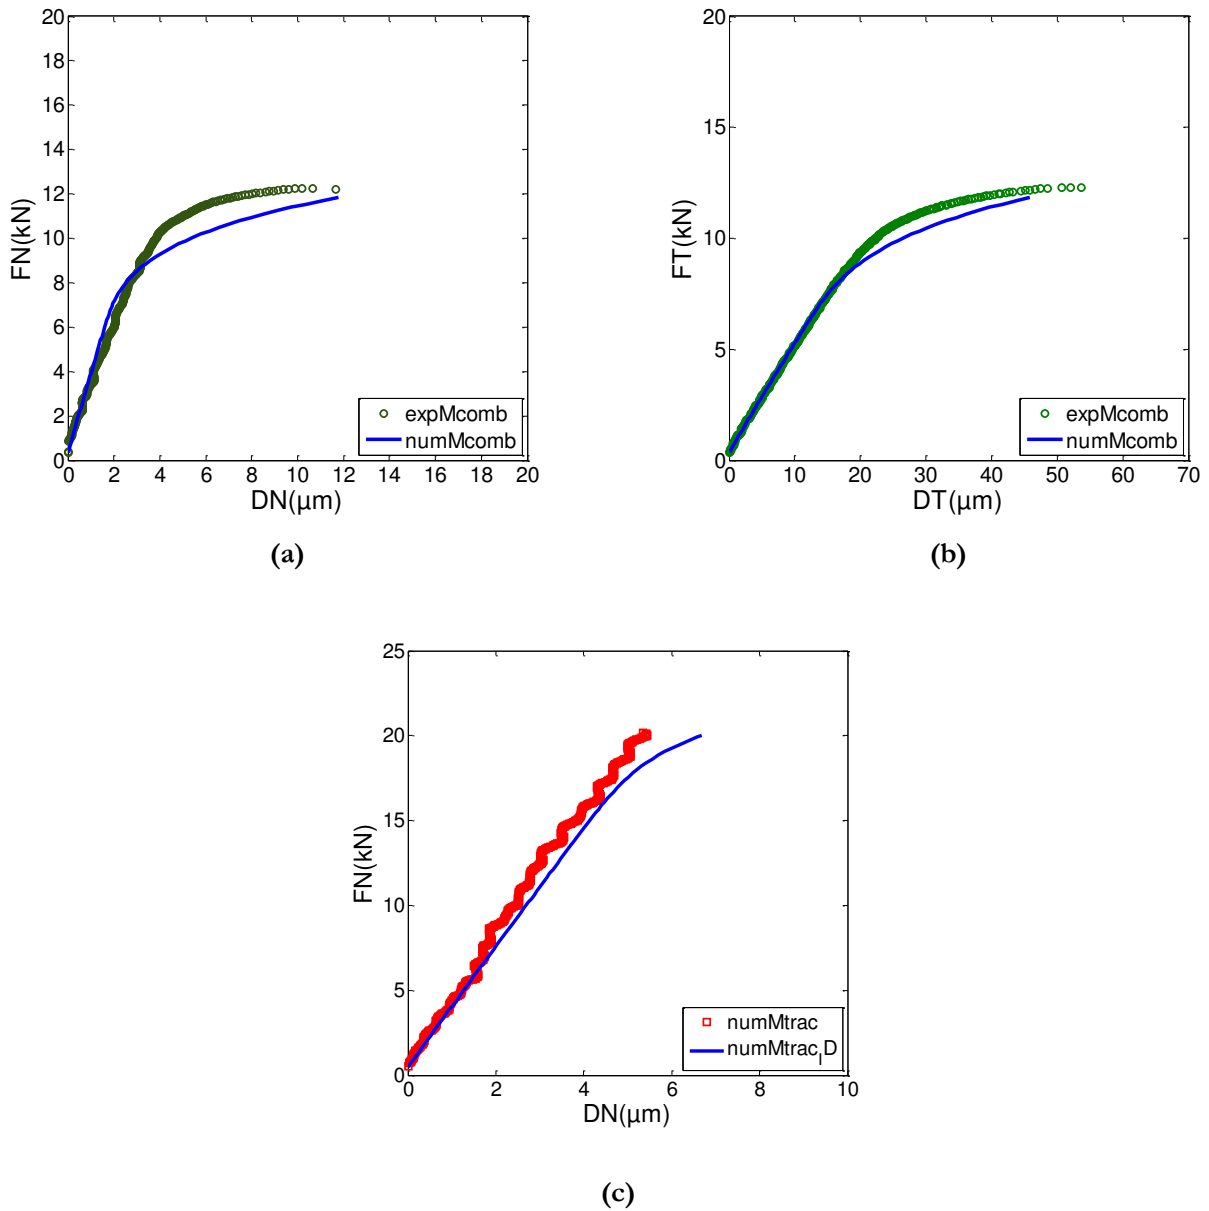 20
18
16
14
12
10
8
6
4
2
0
FN(kN)
expMcomb
numMcomb
0 2 4 6 8 10 12 14 16 18 20
DN(µm)
(a)
20
15
10
5
0
FT(kN)
expMcomb
numMcomb
0 10 20 30 40 50 60 70
DT(µm)
(b)
25
20
15
10
5
0
FN(kN)
numMtrac
numMtrac_ID
0 2 4 6 8 10
DN(µm)
(c)